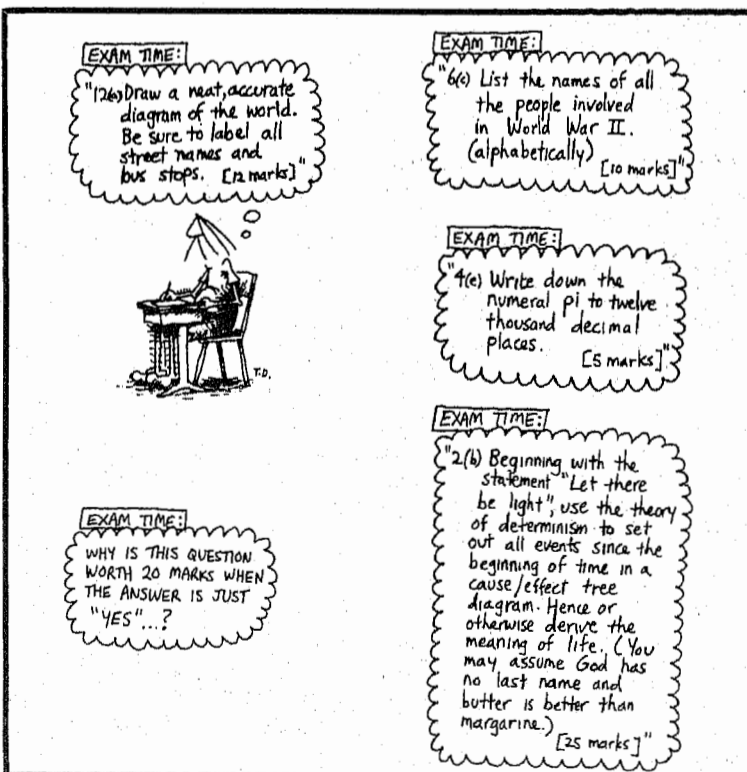 EXAM TIME:
"12(a) Draw a neat, accurate
diagram of the world.
Be sure to label all
street names and
bus stops. [12 marks]"
T.D.
EXAM TIME:
WHY IS THIS QUESTION
WORTH 20 MARKS WHEN
THE ANSWER IS JUST
"YES"...?
EXAM TIME:
"6(c) List the names of all
the people involved
in World War II.
(alphabetically)
[10 marks]"
EXAM TIME:
"4(e) Write down the
numeral pi to twelve
thousand decimal
places.
[5 marks]"
EXAM TIME:
"2(b) Beginning with the
statement "Let there
be light", use the theory
of determinism to set
out all events since the
beginning of time in a
cause/effect tree
diagram. Hence or
otherwise derive the
meaning of life. (You
may assume God has
no last name and
butter is better than
margarine.)
[25 marks]"